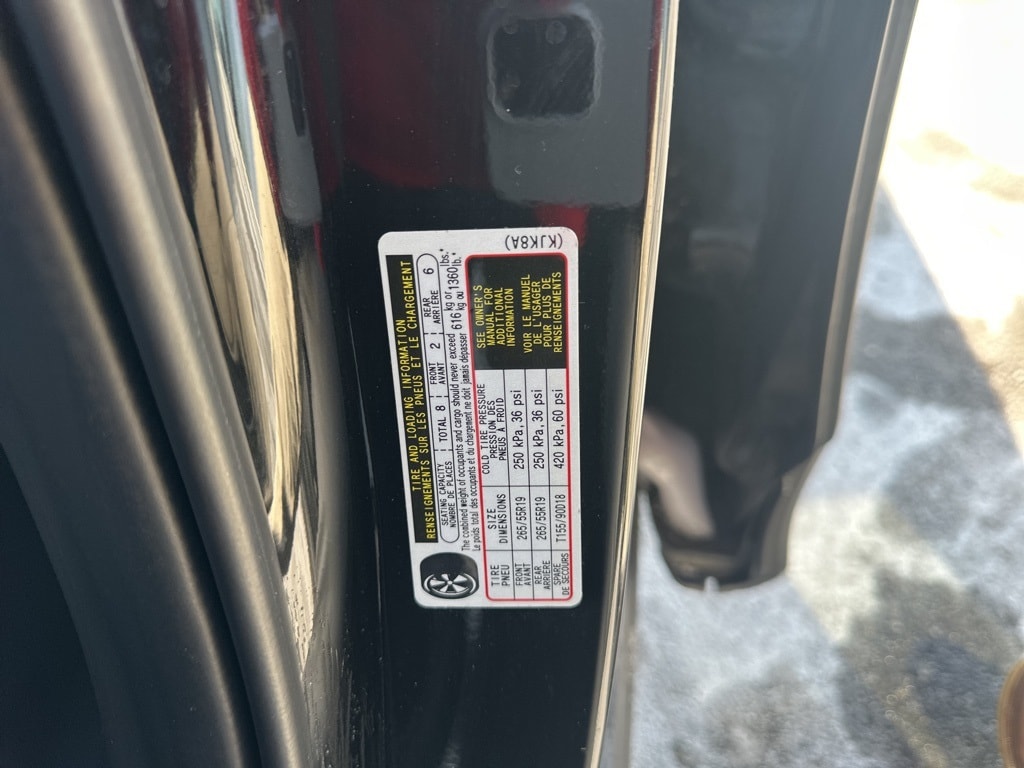 TIRE AND LOADING INFORMATION
RENSEIGNEMENTS SUR LES PNEUS ET LE CHARGEMENT
SEATING CAPACITY TOTAL 8 FRONT 2 REAR 6
NOMBRE DE PLACES AVANT ARRIÈRE
The combined weight of occupants and cargo should never exceed 616 kg or 1360 lbs.*
Le poids total des occupants et du chargement ne doit jamais dépasser kg ou lb.*
TIRE SIZE COLD TIRE PRESSURE
PNEU DIMENSIONS PRESSION DES PNEUS A FROID
FRONT 265/55R19 250 kPa, 36 psi
AVANT
REAR 265/55R19 250 kPa, 36 psi
ARRIÈRE
SPARE T155/90D18 420 kPa, 60 psi
DE SECOURS
SEE OWNER'S
MANUAL FOR
ADDITIONAL
INFORMATION
VOIR LE MANUEL
DE L'USAGER
POUR PLUS DE
RENSEIGNEMENTS
(KJK8A)